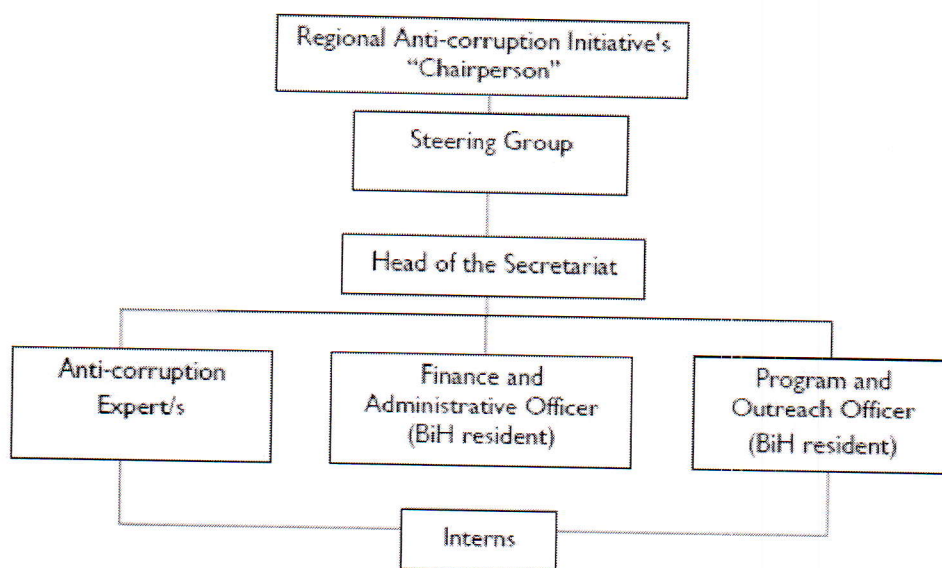 Regional Anti-corruption Initiative's
"Chairperson"
Steering Group
Head of the Secretariat
Anti-corruption
Expert/s
Finance and
Administrative Officer
(BiH resident)
Program and
Outreach Officer
(BiH resident)
Interns